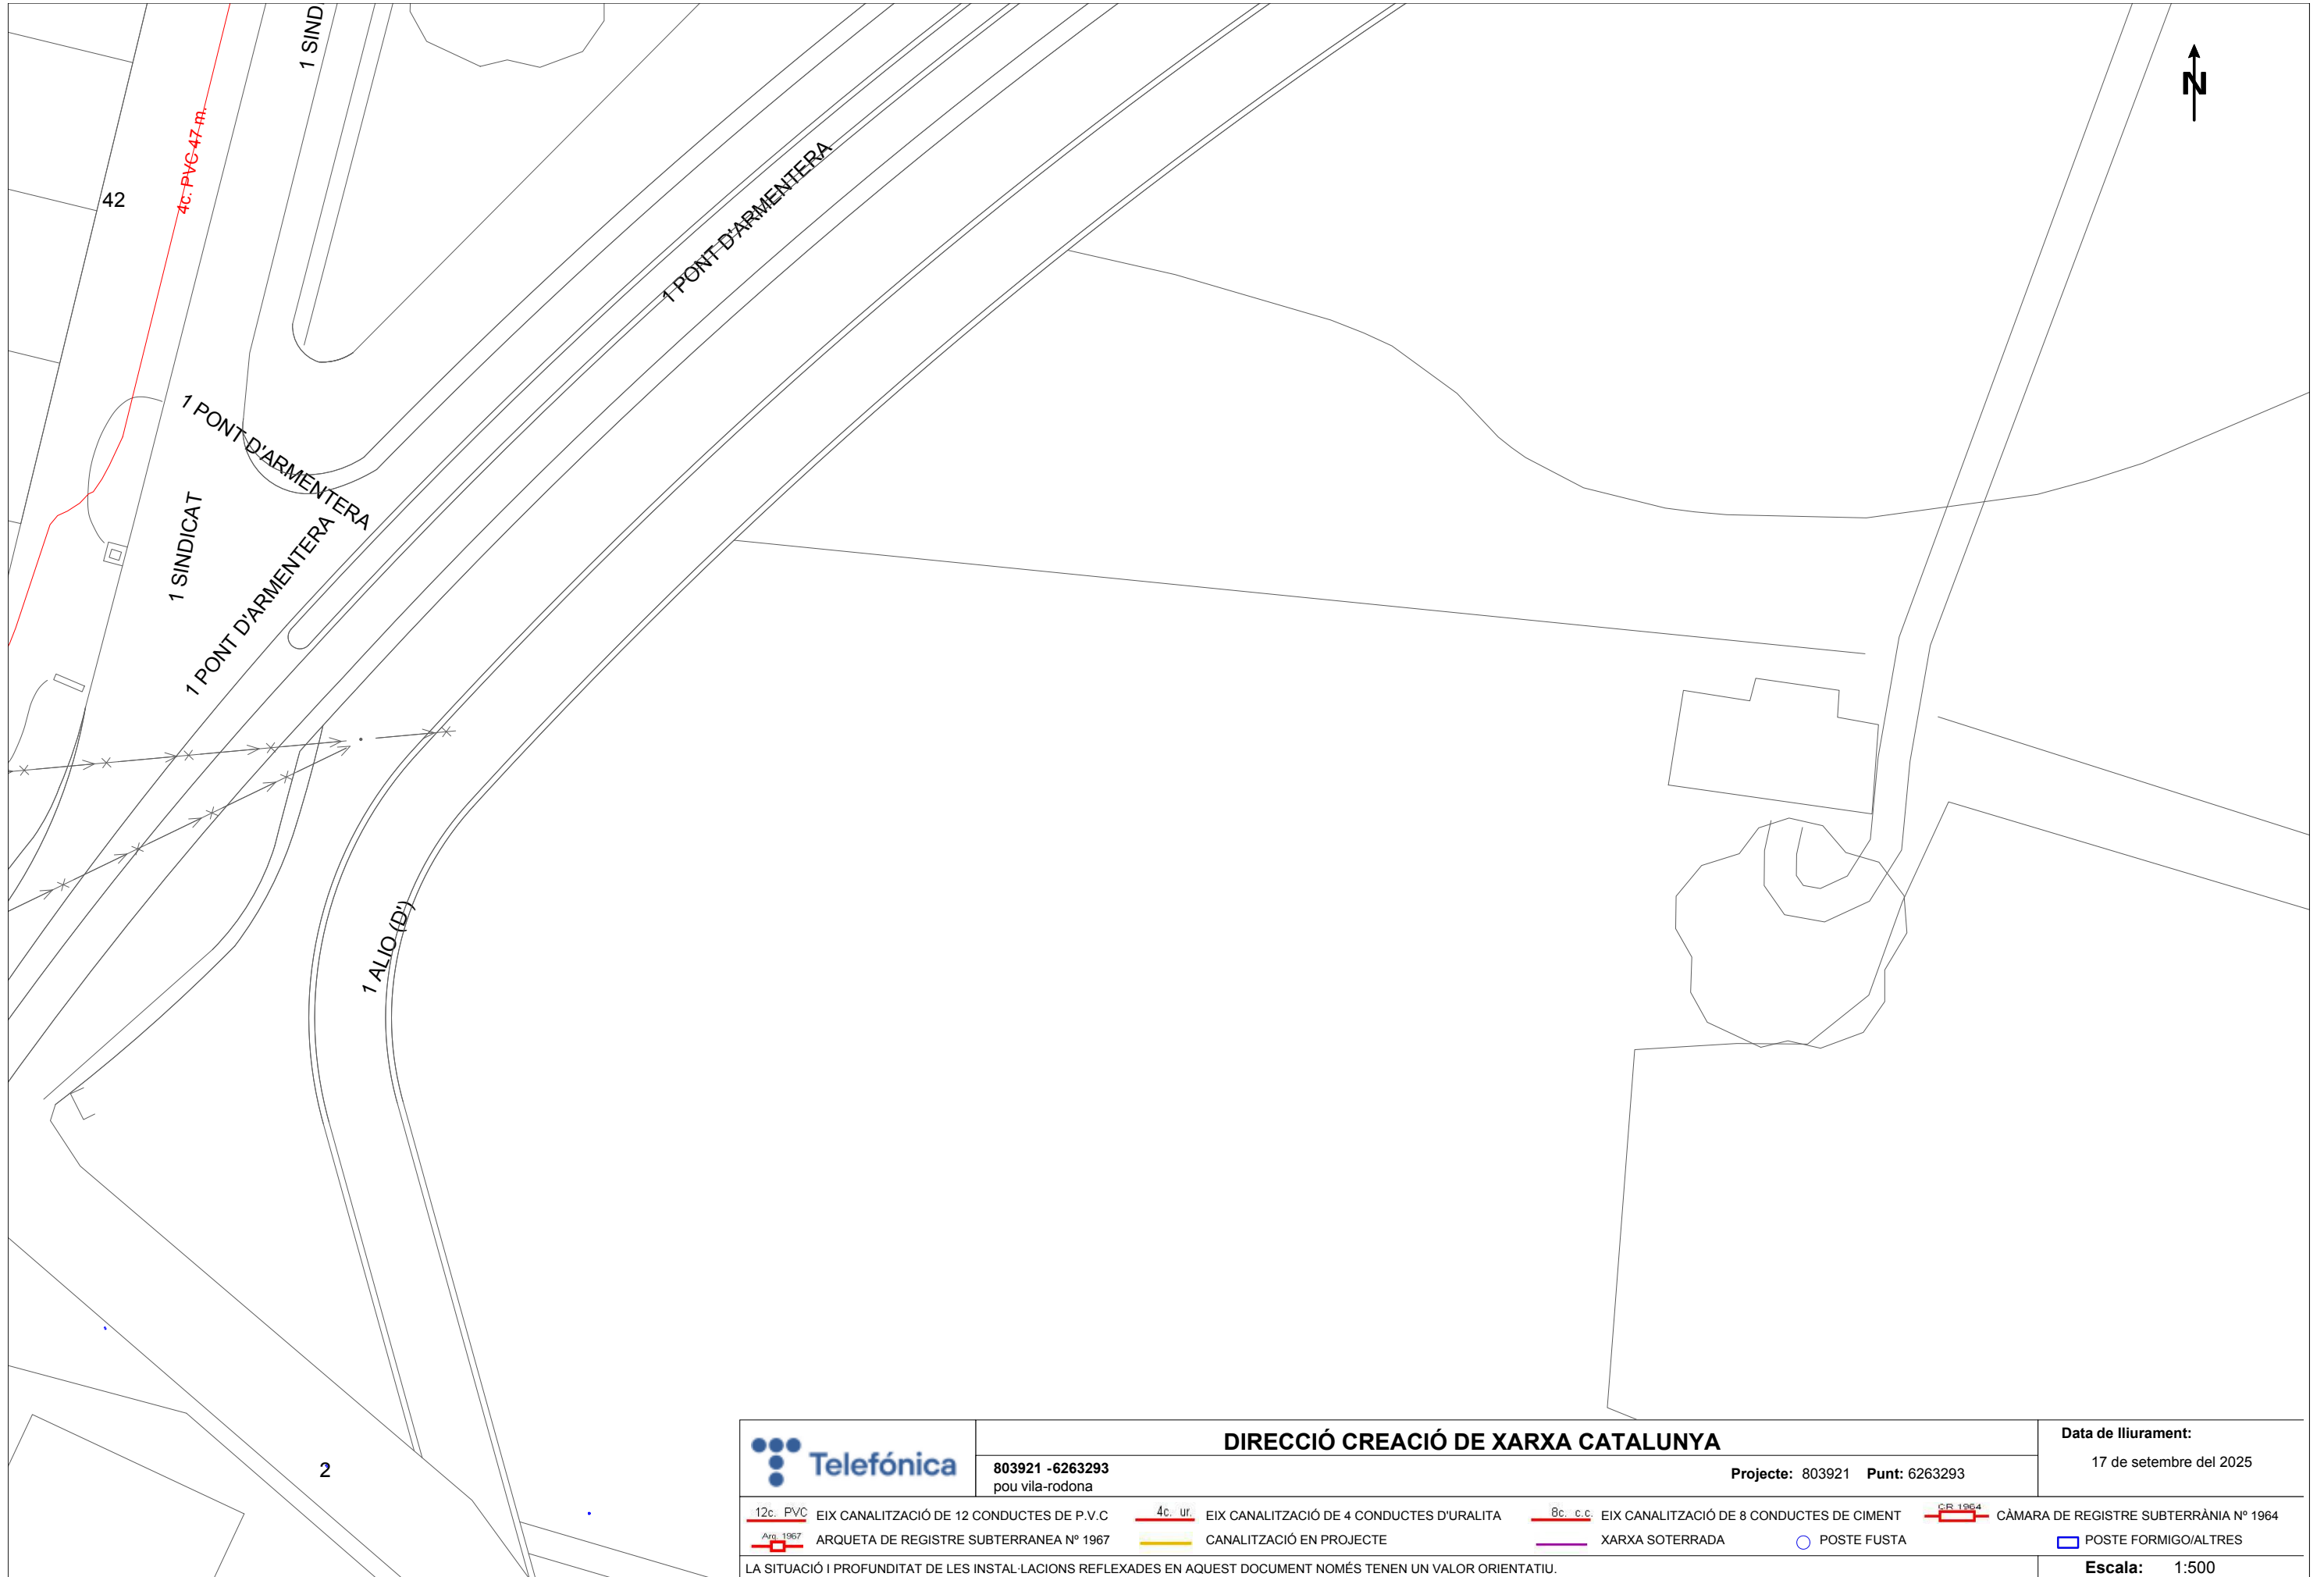 1 SIND
N
4c. PVC 47 m.
42
1 PONT D'ARMENTERA
1 PONT D'ARMENTERA
1 SINDICAT
1 PONT D'ARMENTERA
1 ALIO (D')
2
Telefónica
DIRECCIÓ CREACIÓ DE XARXA CATALUNYA
803921 -6263293
pou vila-rodona
Projecte: 803921 Punt: 6263293
Data de lliurament:
17 de setembre del 2025
12c. PVC EIX CANALITZACIÓ DE 12 CONDUCTES DE P.V.C
4c. ur. EIX CANALITZACIÓ DE 4 CONDUCTES D'URALITA
8c. c.c. EIX CANALITZACIÓ DE 8 CONDUCTES DE CIMENT
C.R. 1964 CÀMARA DE REGISTRE SUBTERRÀNIA Nº 1964
Arq. 1967 ARQUETA DE REGISTRE SUBTERRANEA Nº 1967
CANALITZACIÓ EN PROJECTE
XARXA SOTERRADA
POSTE FUSTA
POSTE FORMIGO/ALTRES
LA SITUACIÓ I PROFUNDITAT DE LES INSTAL·LACIONS REFLEXADES EN AQUEST DOCUMENT NOMÉS TENEN UN VALOR ORIENTATIU.
Escala: 1:500